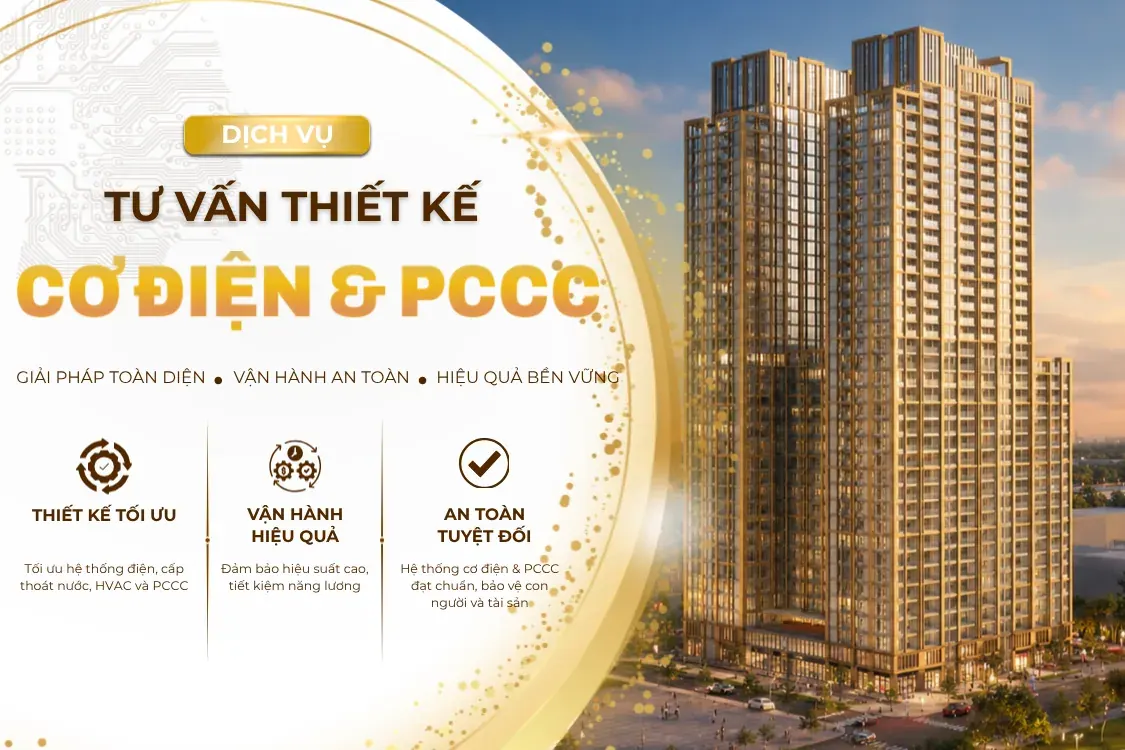 DỊCH VỤ
TƯ VẤN THIẾT KẾ
CƠ ĐIỆN & PCCC
GIẢI PHÁP TOÀN DIỆN • VẬN HÀNH AN TOÀN • HIỆU QUẢ BỀN VỮNG
THIẾT KẾ TỐI ƯU
Tối ưu hệ thống điện, cấp
thoát nước, HVAC và PCCC
VẬN HÀNH
HIỆU QUẢ
Đảm bảo hiệu suất cao,
tiết kiệm năng lượng
AN TOÀN
TUYỆT ĐỐI
Hệ thống cơ điện & PCCC
đạt chuẩn, bảo vệ con
người và tài sản